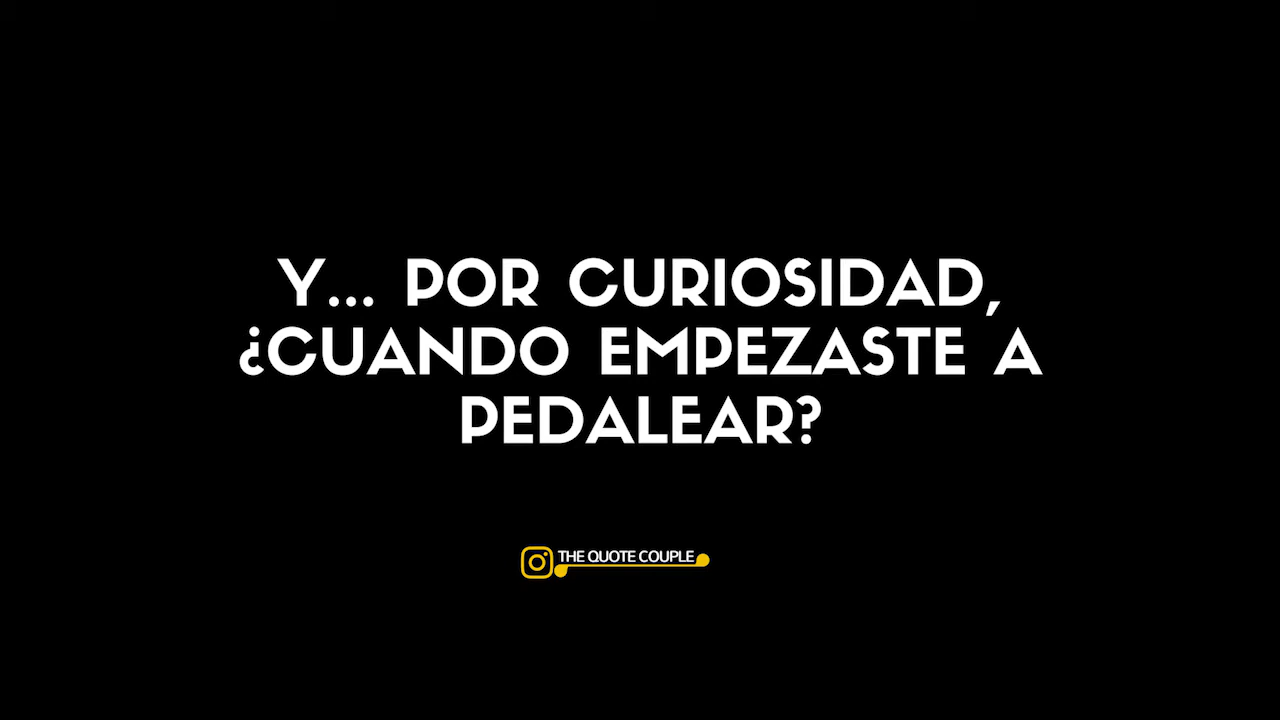 Y... POR CURIOSIDAD,
¿CUANDO EMPEZASTE A
PEDALEAR?
THE QUOTE COUPLE